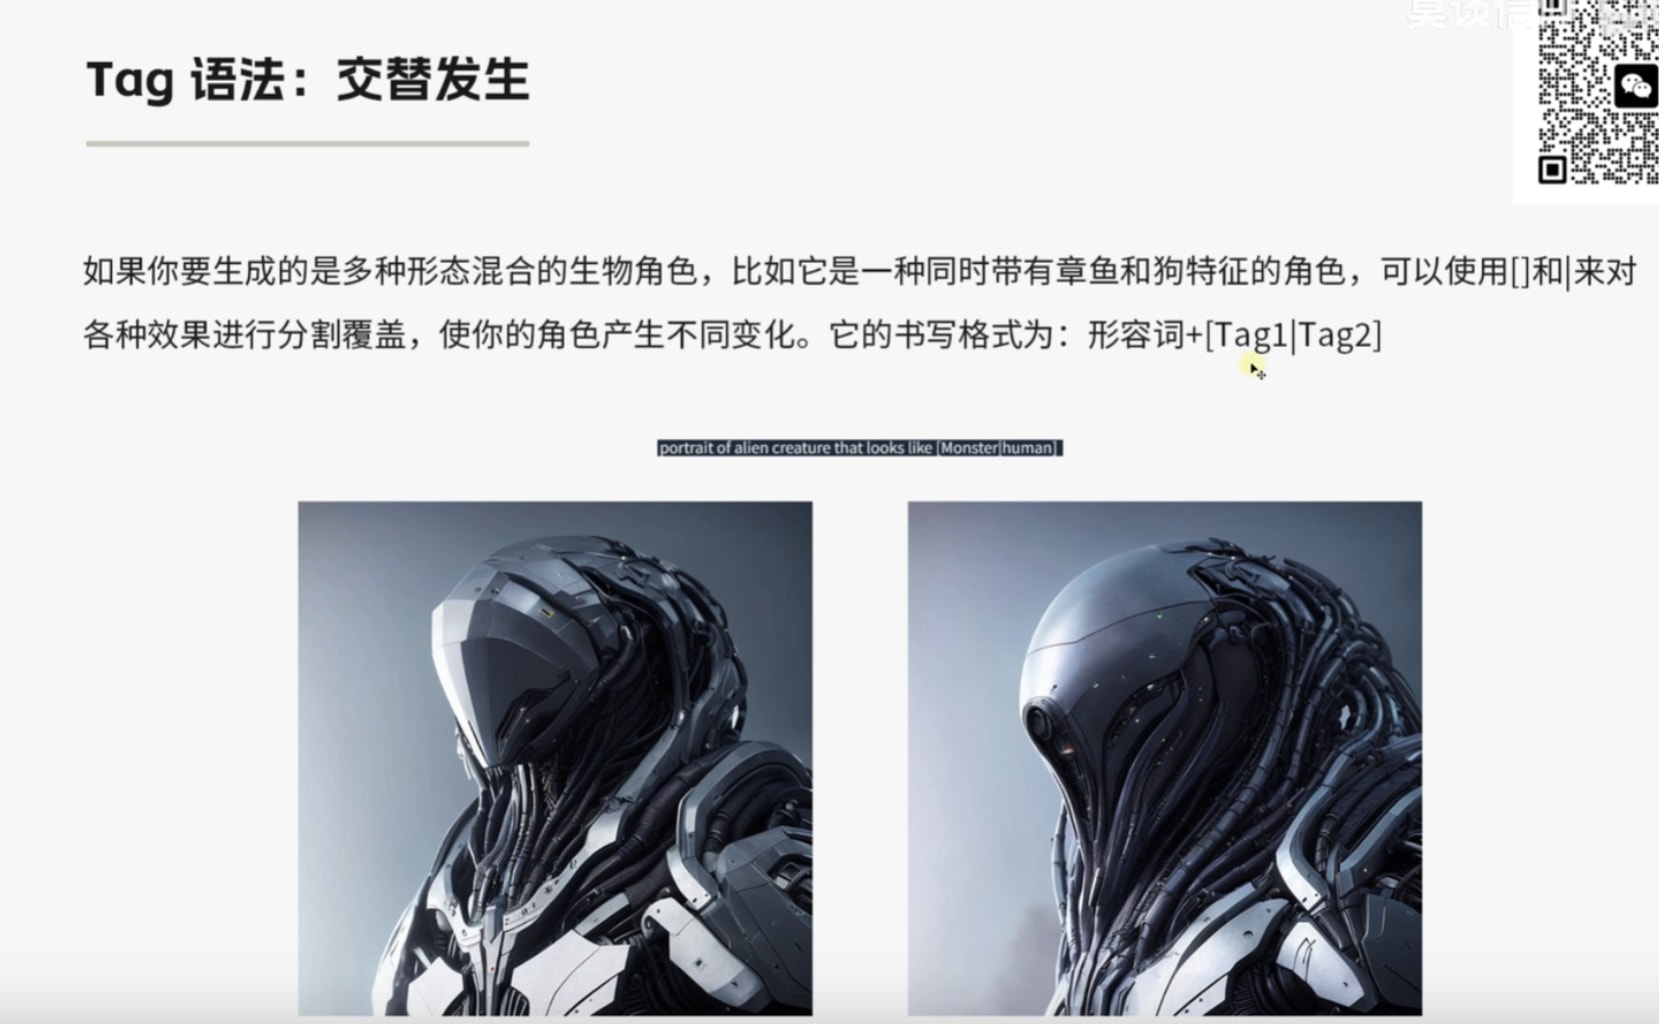 Tag 语法：交替发生
如果你要生成的是多种形态混合的生物角色，比如它是一种同时带有章鱼和狗特征的角色，可以使用[]和|来对
各种效果进行分割覆盖，使你的角色产生不同变化。它的书写格式为：形容词+[Tag1|Tag2]
portrait of alien creature that looks like [Monster|human]